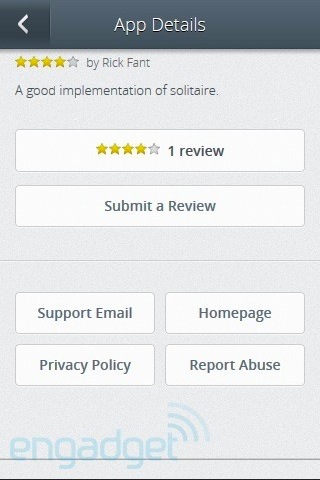 App Details
by Rick Fant
A good implementation of solitaire.
1 review
Submit a Review
Support Email
Homepage
Privacy Policy
Report Abuse
engadget